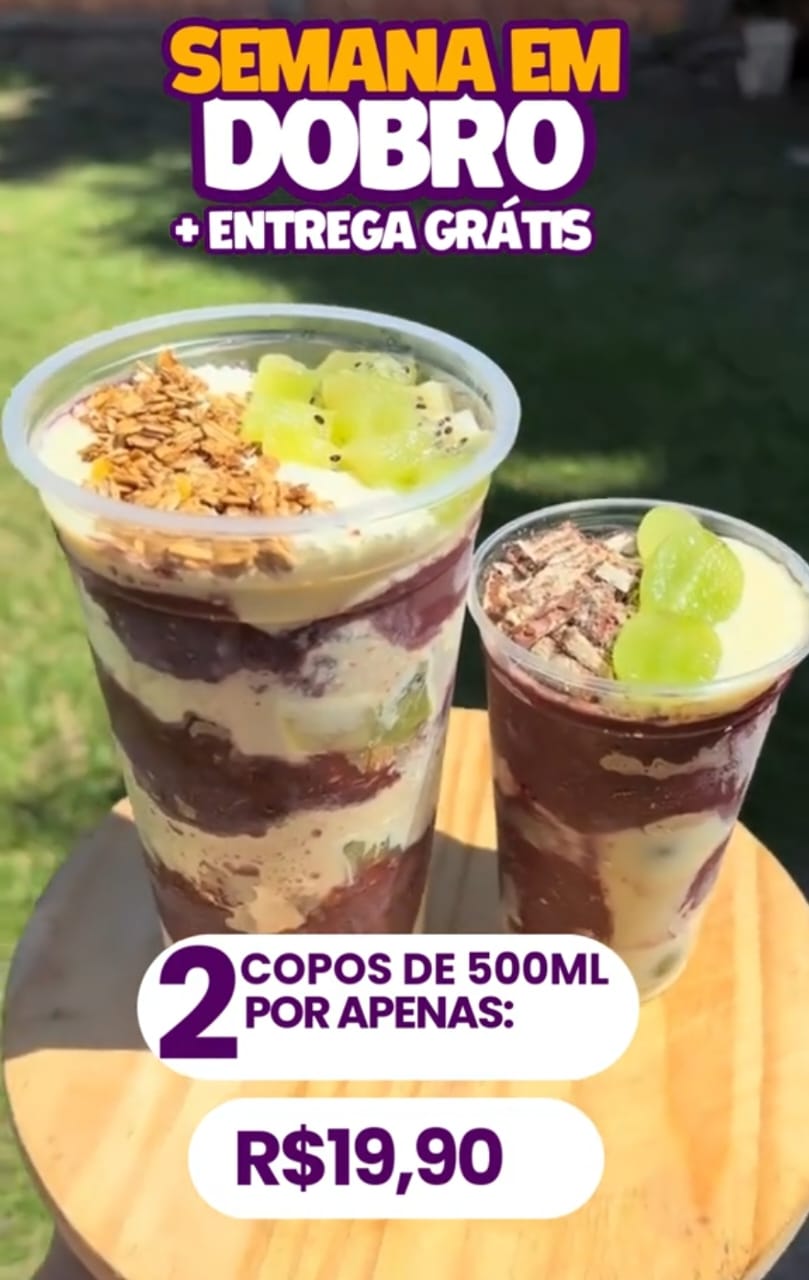 SEMANA EM
DOBRO
+ ENTREGA GRÁTIS
2 COPOS DE 500ML
POR APENAS:
R$19,90